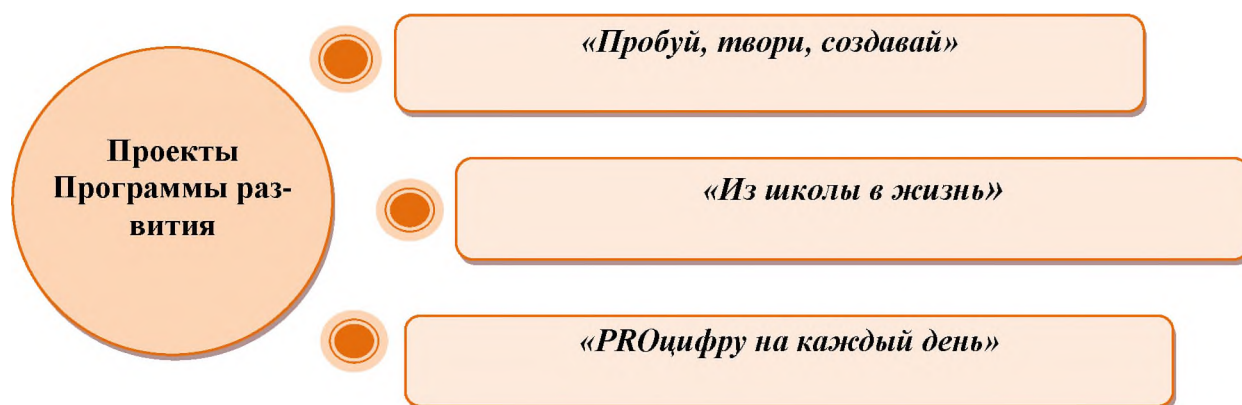 Проекты
Программы раз-
вития
«Пробуй, твори, создавай»
«Из школы в жизнь»
«PROцифру на каждый день»